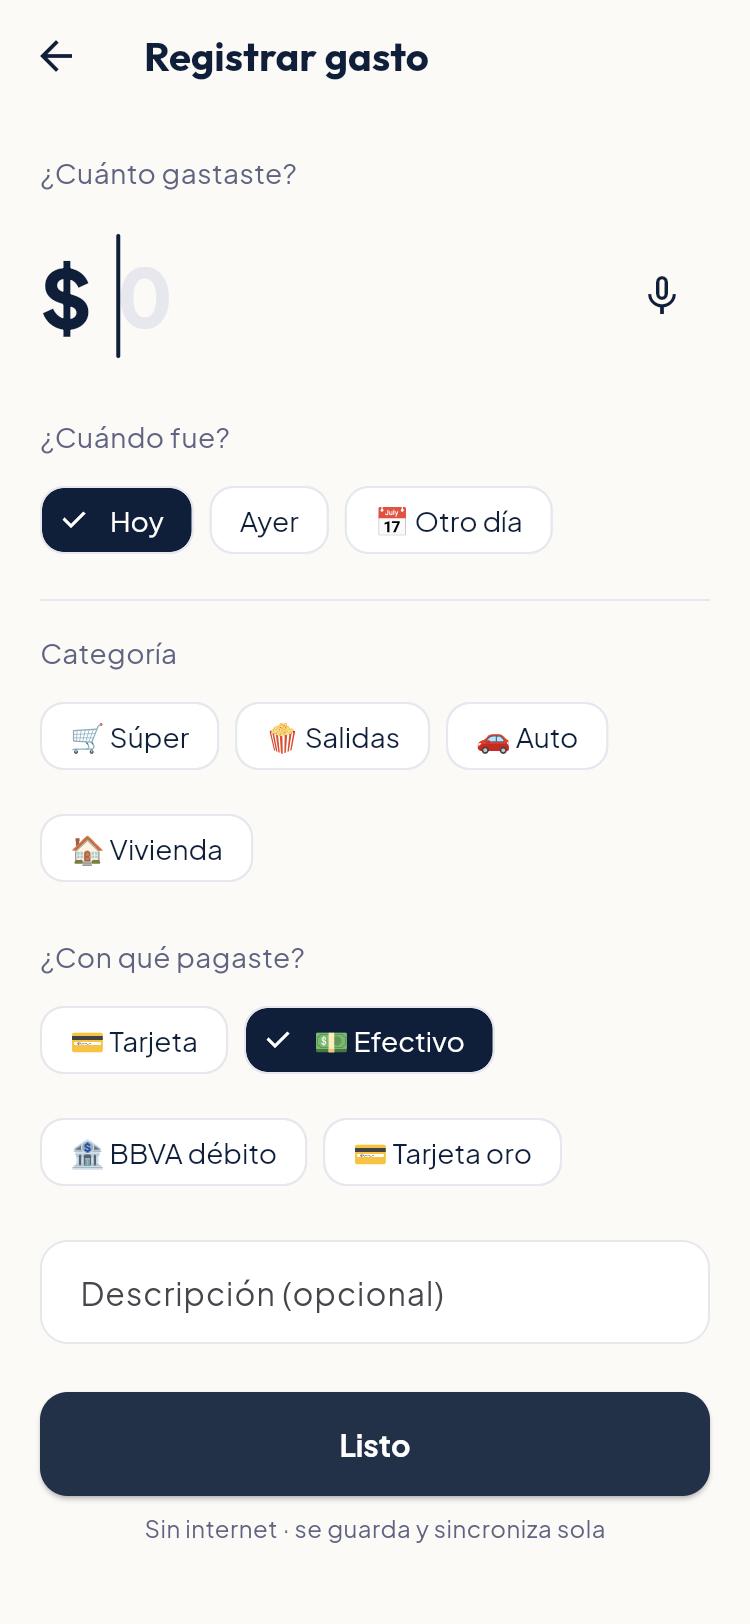 Registrar gasto
¿Cuánto gastaste?
$ 0
¿Cuándo fue?
Hoy Ayer 📅 Otro día
Categoría
🛒 Súper 🍿 Salidas 🚗 Auto
🏠 Vivienda
¿Con qué pagaste?
💳 Tarjeta 💵 Efectivo
🏦 BBVA débito 💳 Tarjeta oro
Descripción (opcional)
Listo
Sin internet · se guarda y sincroniza sola